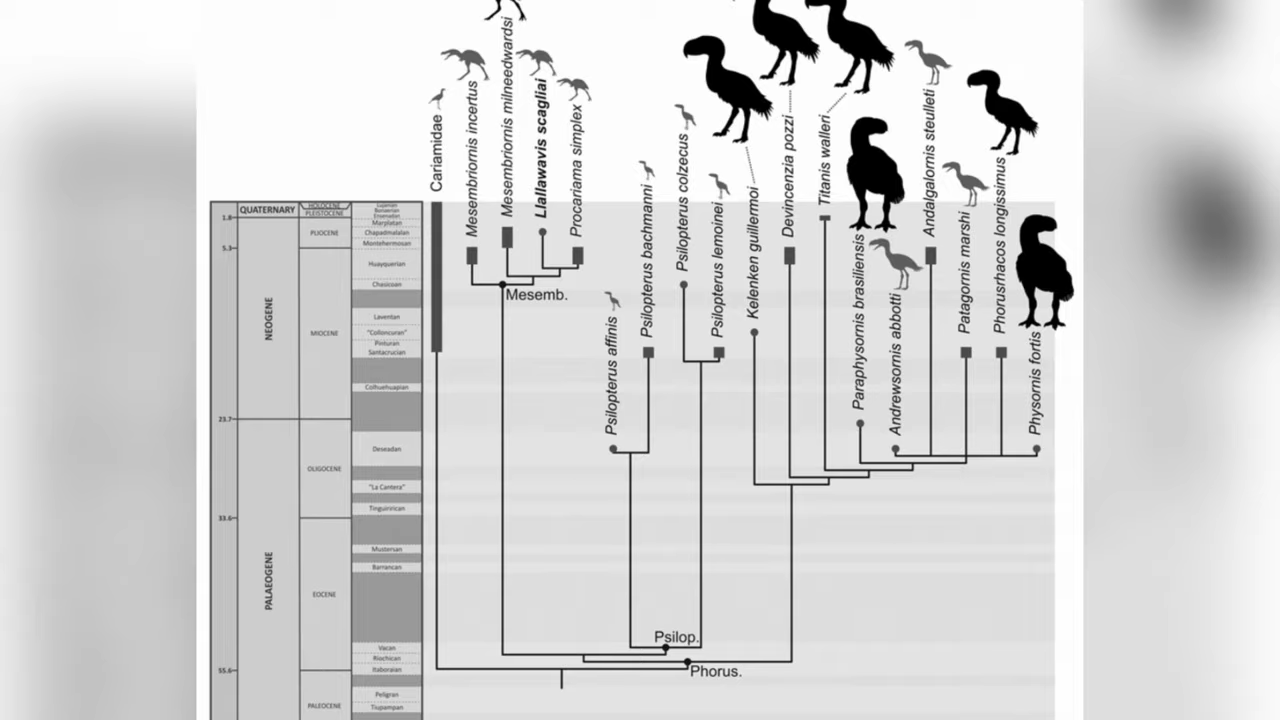 Cariamidae
Mesembriornis incertus
Mesembriornis milneedwardsi
Llallawavis scagliai
Procariama simplex
Psilopterus affinis
Psilopterus bachmanni
Psilopterus colzecus
Psilopterus lemoinei
Kelenken guillermoi
Devincenzia pozzi
Titanis walleri
Paraphysornis brasiliensis
Andrewsornis abbotti
Andalgalornis steulleti
Patagornis marshi
Phorusrhacos longissimus
Physornis fortis
QUATERNARY
HOLOCENE
PLEISTOCENE
Lujanian
Ensenadan
1.8
Marplatan
PLIOCENE
Chapadmalalan
Montehermosan
5.3
Huayquerian
Chasicoan
Mesemb.
NEOGENE
MIOCENE
Laventan
"Colloncuran"
Pinturan
Santacrucian
Colhuehuapian
23.7
Deseadan
OLIGOCENE
"La Cantera"
Tinguirirican
33.6
PALAEOGENE
Mustersan
Barrancan
EOCENE
Psilop.
Vacan
Riochican
55.6
Itaboraian
Phorus.
Peligran
PALEOCENE
Tiupampan